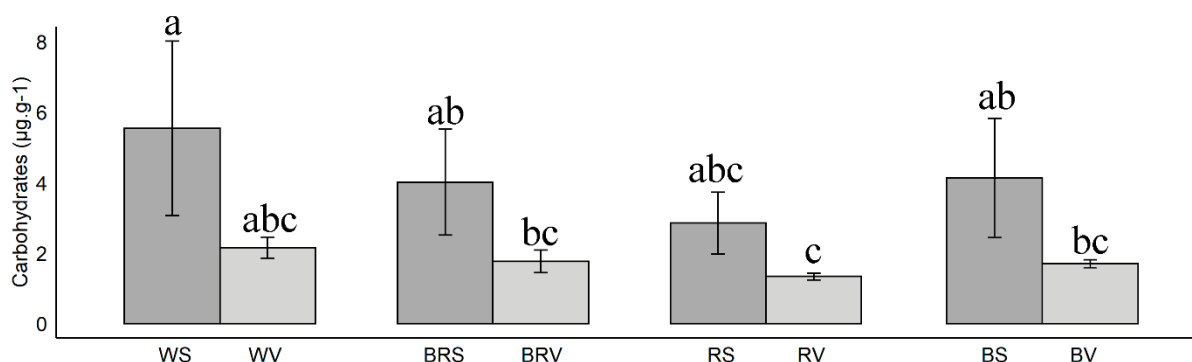 Carbohydrates (µg.g-1)
8
6
4
2
0
a
abc
ab
bc
abc
c
ab
bc
WS WV BRS BRV RS RV BS BV